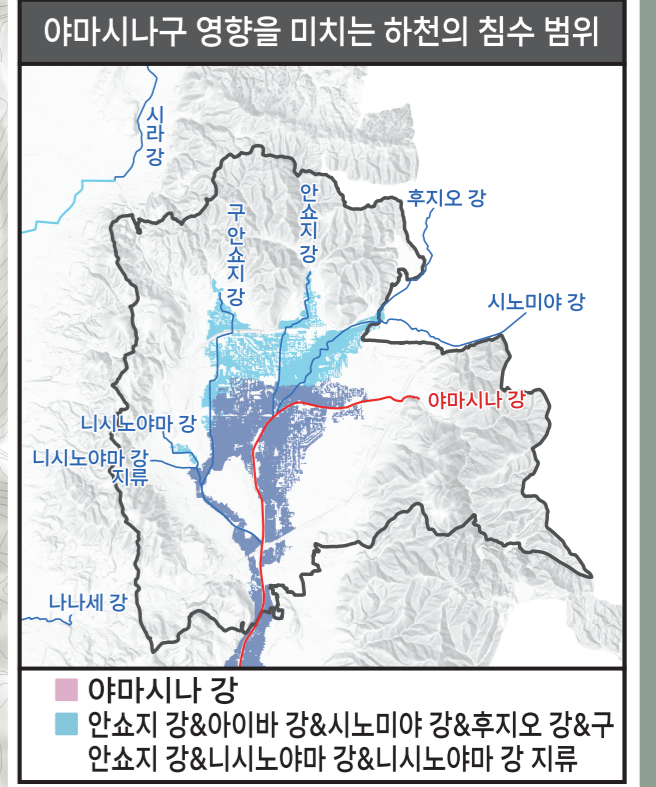 야마시나구 영향을 미치는 하천의 침수 범위
시라 강
구 안쇼지 강
안쇼지 강
후지오 강
시노미야 강
야마시나 강
니시노야마 강
니시노야마 강
지류
나나세 강
야마시나 강
안쇼지 강&아이바 강&시노미야 강&후지오 강&구
안쇼지 강&니시노야마 강&니시노야마 강 지류